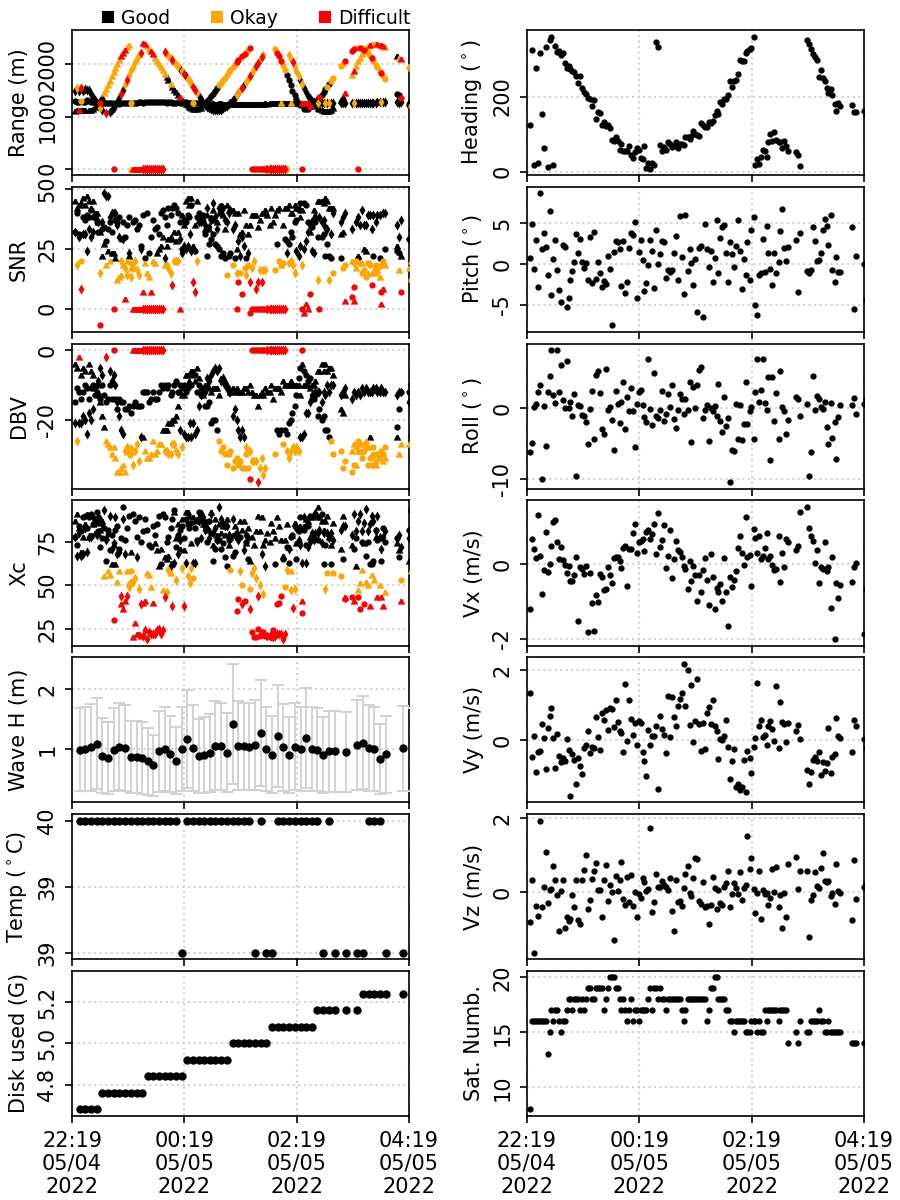 Good Okay Difficult
Range (m)
2000
1000
0
Heading (°)
200
0
SNR
50
25
0
Pitch (°)
5
0
-5
DBV
0
-20
Roll (°)
0
-10
Xc
75
50
25
Vx (m/s)
0
-2
Wave H (m)
2
1
Vy (m/s)
2
0
Temp (°C)
40
39
39
Vz (m/s)
2
0
Disk used (G)
5.2
5.0
4.8
Sat. Numb.
20
15
10
22:19 00:19 02:19 04:19
05/04 05/05 05/05 05/05
2022 2022 2022 2022
22:19 00:19 02:19 04:19
05/04 05/05 05/05 05/05
2022 2022 2022 2022